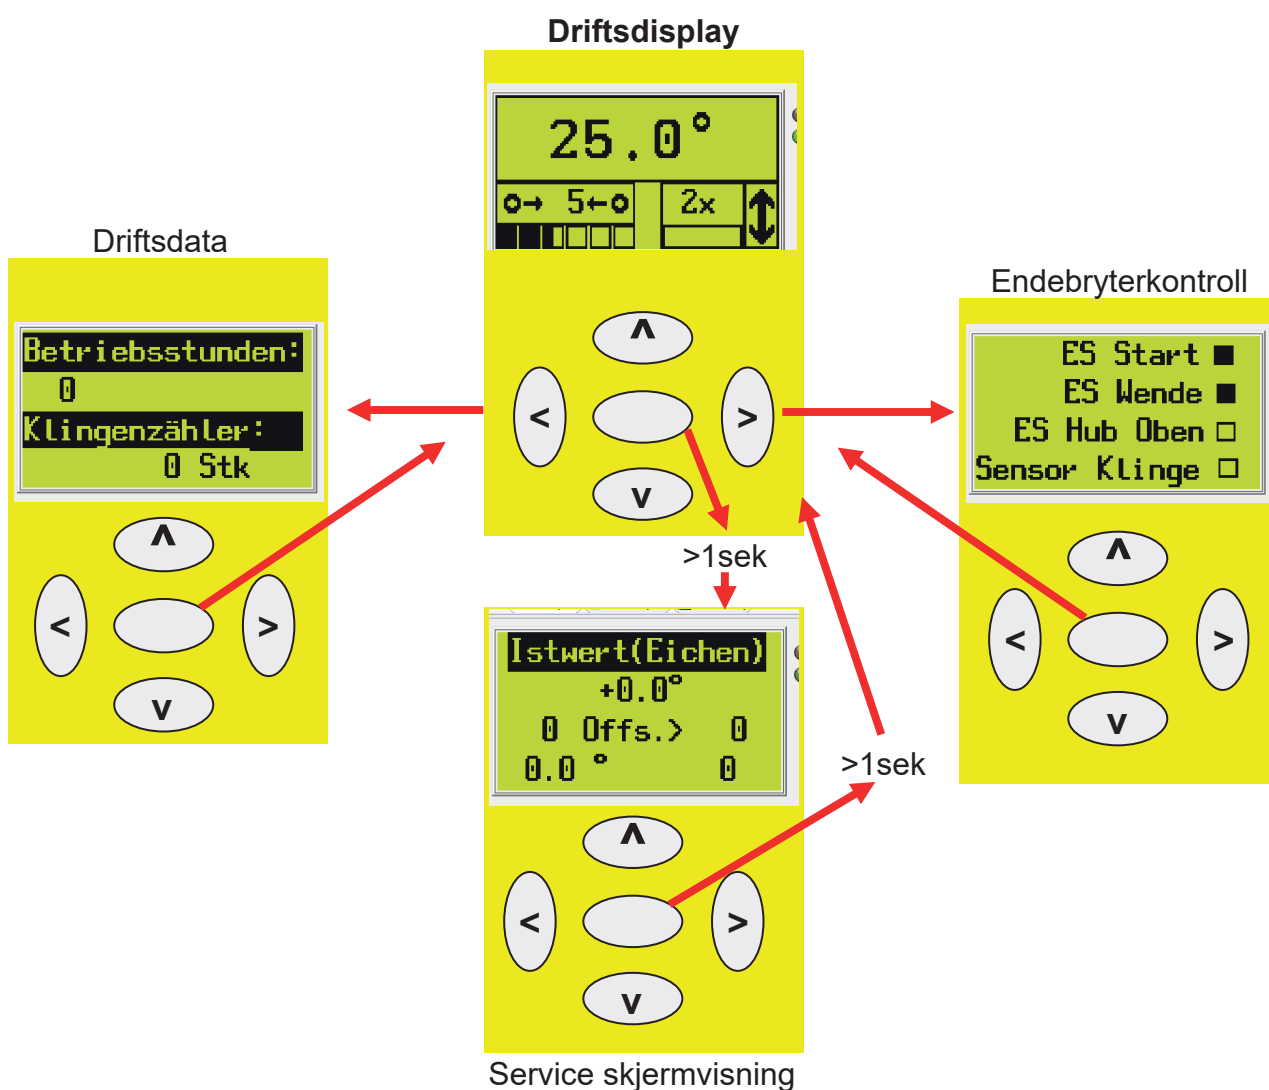 Driftsdisplay
25.0°
o→ 5←o
2x
^
<
>
v
Driftsdata
Betriebsstunden:
0
Klingenzähler:
0 Stk
^
<
>
v
Endebryterkontroll
ES Start ■
ES Wende ■
ES Hub Oben □
Sensor Klinge □
^
<
>
v
>1sek
Istwert(Eichen)
+0.0°
0 Offs.> 0
0.0 ° 0
^
<
>
v
>1sek
Service skjermvisning